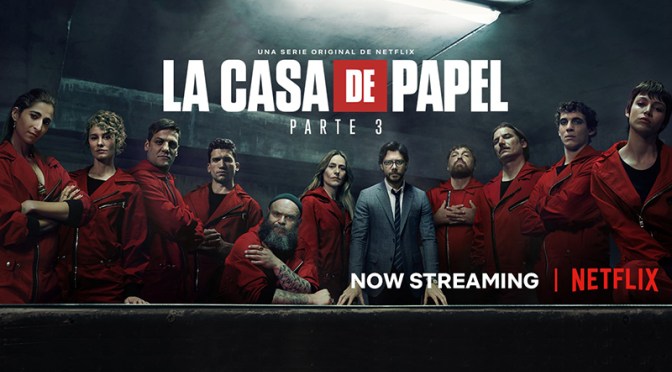 UNA SERIE ORIGINAL DE NETFLIX
LA CASA DE PAPEL
PARTE 3
NOW STREAMING | NETFLIX